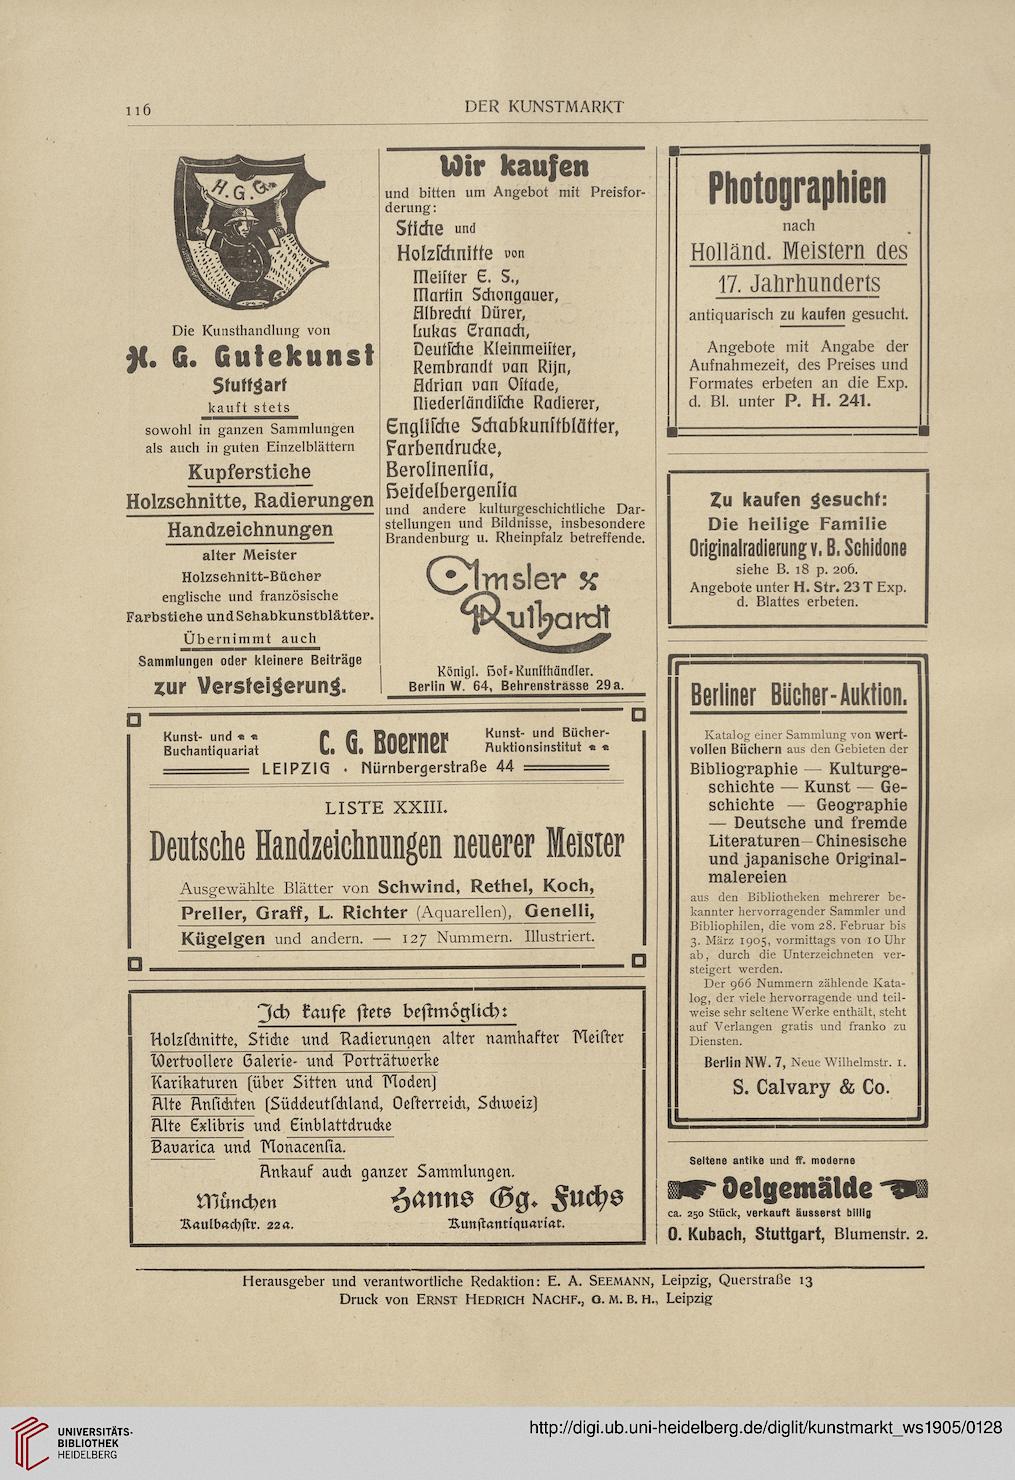 116
DER KUNSTMARKT
H. G. G.
Die Kunsthandlung von
H. G. Gutekunst
Stuttgart
kauft stets
sowohl in ganzen Sammlungen
als auch in guten Einzelblättern
Kupferstiche
Holzschnitte, Radierungen
Handzeichnungen
alter Meister
Holzschnitt-Bücher
englische und französische
Farbstiche und Schabkunstblätter.
Übernimmt auch
Sammlungen oder kleinere Beiträge
zur Versteigerung.
Wir kaufen
und bitten um Angebot mit Preisfor-
derung:
Stiche und
Holzſchnitte von
Meiſter E. S.,
Martin Schongauer,
Albrecht Dürer,
Lukas Cranach,
Deutſche Kleinmeiſter,
Rembrandt van Rijn,
Adrian van Oſtade,
Niederländiſche Radierer,
Engliſche Schabkunſtblätter,
Farbendrucke,
Berolinenſia,
Heidelbergenſia
und andere kulturgeschichtliche Dar-
stellungen und Bildnisse, insbesondere
Brandenburg u. Rheinpfalz betreffende.
Amsler &
Ruthardt
Königl. Hof-Kunſthändler.
Berlin W. 64, Behrenstrasse 29a.
Photographien
nach
Holländ. Meistern des
17. Jahrhunderts
antiquarisch zu kaufen gesucht.
Angebote mit Angabe der
Aufnahmezeit, des Preises und
Formates erbeten an die Exp.
d. Bl. unter P. H. 241.
Zu kaufen gesucht:
Die heilige Familie
Originalradierung v. B. Schidone
siehe B. 18 p. 206.
Angebote unter H. Str. 23 T Exp.
d. Blattes erbeten.
Kunst- und
Buchantiquariat
C. G. Boerner
Kunst- und Bücher-
Auktionsinstitut
LEIPZIG · Nürnbergerstraße 44
LISTE XXIII.
Deutsche Handzeichnungen neuerer Meister
Ausgewählte Blätter von Schwind, Rethel, Koch,
Preller, Graff, L. Richter (Aquarellen), Genelli,
Kügelgen und andern. — 127 Nummern. Illustriert.
Ich kaufe ſtets beſtmöglich:
Holzſchnitte, Stiche und Radierungen alter namhafter Meiſter
Wertvollere Galerie- und Porträtwerke
Karikaturen (über Sitten und Moden)
Alte Anſichten (Süddeutſchland, Oeſterreich, Schweiz)
Alte Exlibris und Einblattdrucke
Bavarica und Monacenſia.
Ankauf auch ganzer Sammlungen.
München
Kaulbachſtr. 22a.
Hanns Gg. Fuchs
Kunſtantiquariat.
Berliner Bücher-Auktion.
Katalog einer Sammlung von wert-
vollen Büchern aus den Gebieten der
Bibliographie — Kulturge-
schichte — Kunst — Ge-
schichte — Geographie
— Deutsche und fremde
Literaturen — Chinesische
und japanische Original-
malereien
aus den Bibliotheken mehrerer be-
kannter hervorragender Sammler und
Bibliophilen, die vom 28. Februar bis
3. März 1905, vormittags von 10 Uhr
ab, durch die Unterzeichneten ver-
steigert werden.
Der 966 Nummern zählende Kata-
log, der viele hervorragende und teil-
weise sehr seltene Werke enthält, steht
auf Verlangen gratis und franko zu
Diensten.
Berlin NW. 7, Neue Wilhelmstr. 1.
S. Calvary & Co.
Seltene antike und ff. moderne
Oelgemälde
ca. 250 Stück, verkauft äusserst billig
O. Kubach, Stuttgart, Blumenstr. 2.
Herausgeber und verantwortliche Redaktion: E. A. SEEMANN, Leipzig, Querstraße 13
Druck von ERNST HEDRICH NACHF., G. M. B. H., Leipzig
UNIVERSITÄTS-
BIBLIOTHEK
HEIDELBERG
http://digi.ub.uni-heidelberg.de/diglit/kunstmarkt_ws1905/0128